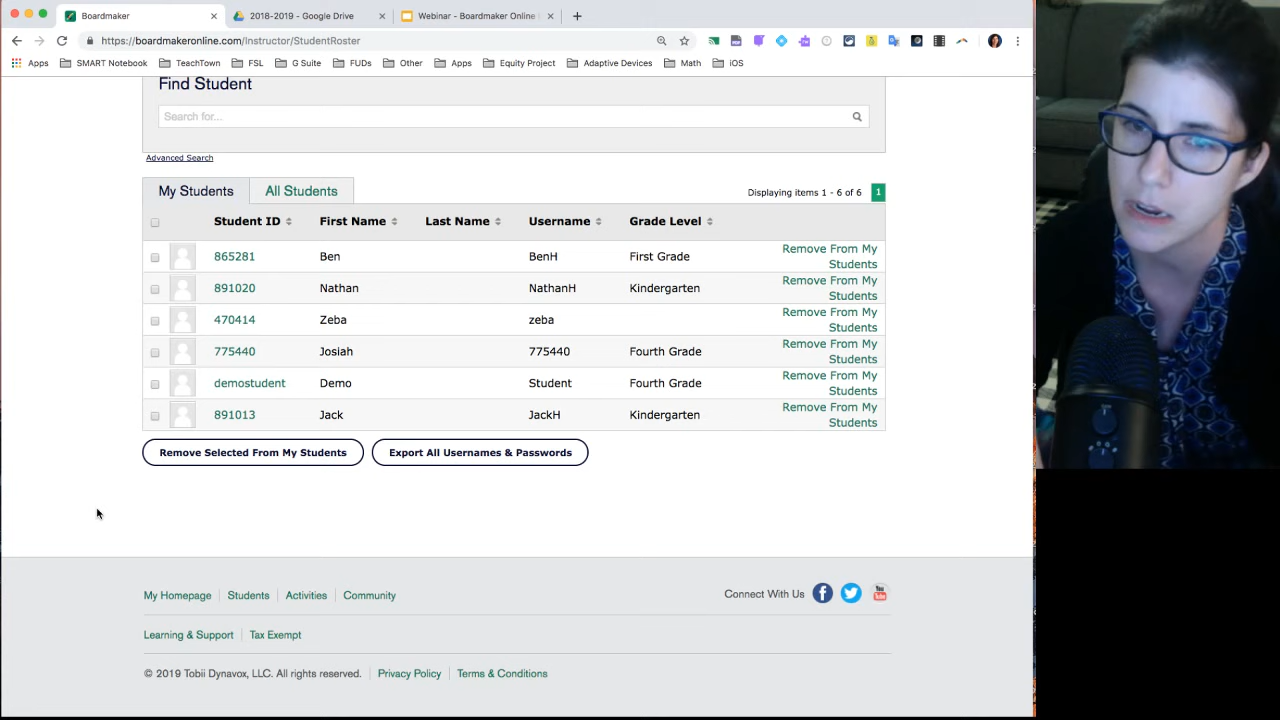 Boardmaker
2018-2019 - Google Drive
Webinar - Boardmaker Online
https://boardmakeronline.com/Instructor/StudentRoster
Apps SMART Notebook TeachTown FSL G Suite FUDs Other Apps Equity Project Adaptive Devices Math iOS
Find Student
Search for...
Advanced Search
My Students All Students Displaying items 1 - 6 of 6 1
Student ID First Name Last Name Username Grade Level
865281 Ben BenH First Grade Remove From My
Students
891020 Nathan NathanH Kindergarten Remove From My
Students
470414 Zeba zeba Remove From My
Students
775440 Josiah 775440 Fourth Grade Remove From My
Students
demostudent Demo Student Fourth Grade Remove From My
Students
891013 Jack JackH Kindergarten Remove From My
Students
Remove Selected From My Students Export All Usernames & Passwords
My Homepage Students Activities Community Connect With Us You Tube
Learning & Support Tax Exempt
© 2019 Tobii Dynavox, LLC. All rights reserved. Privacy Policy Terms & Conditions